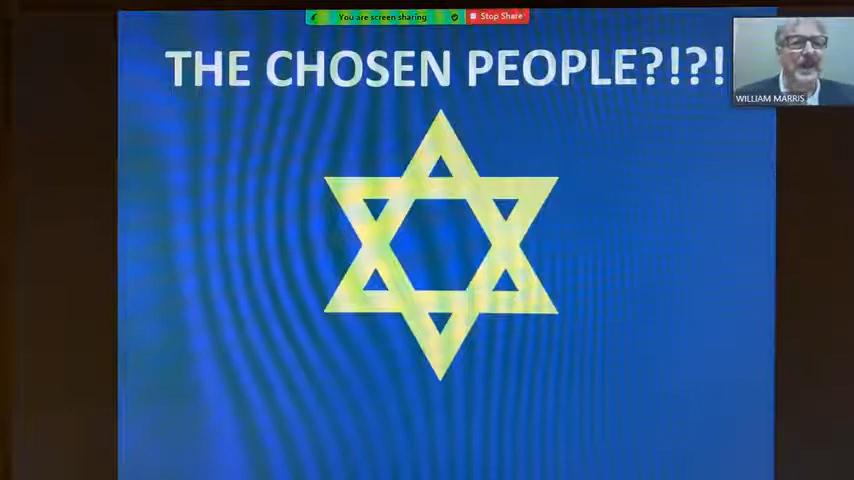 You are screen sharing
Stop Share
THE CHOSEN PEOPLE?!?!
WILLIAM MARRIS